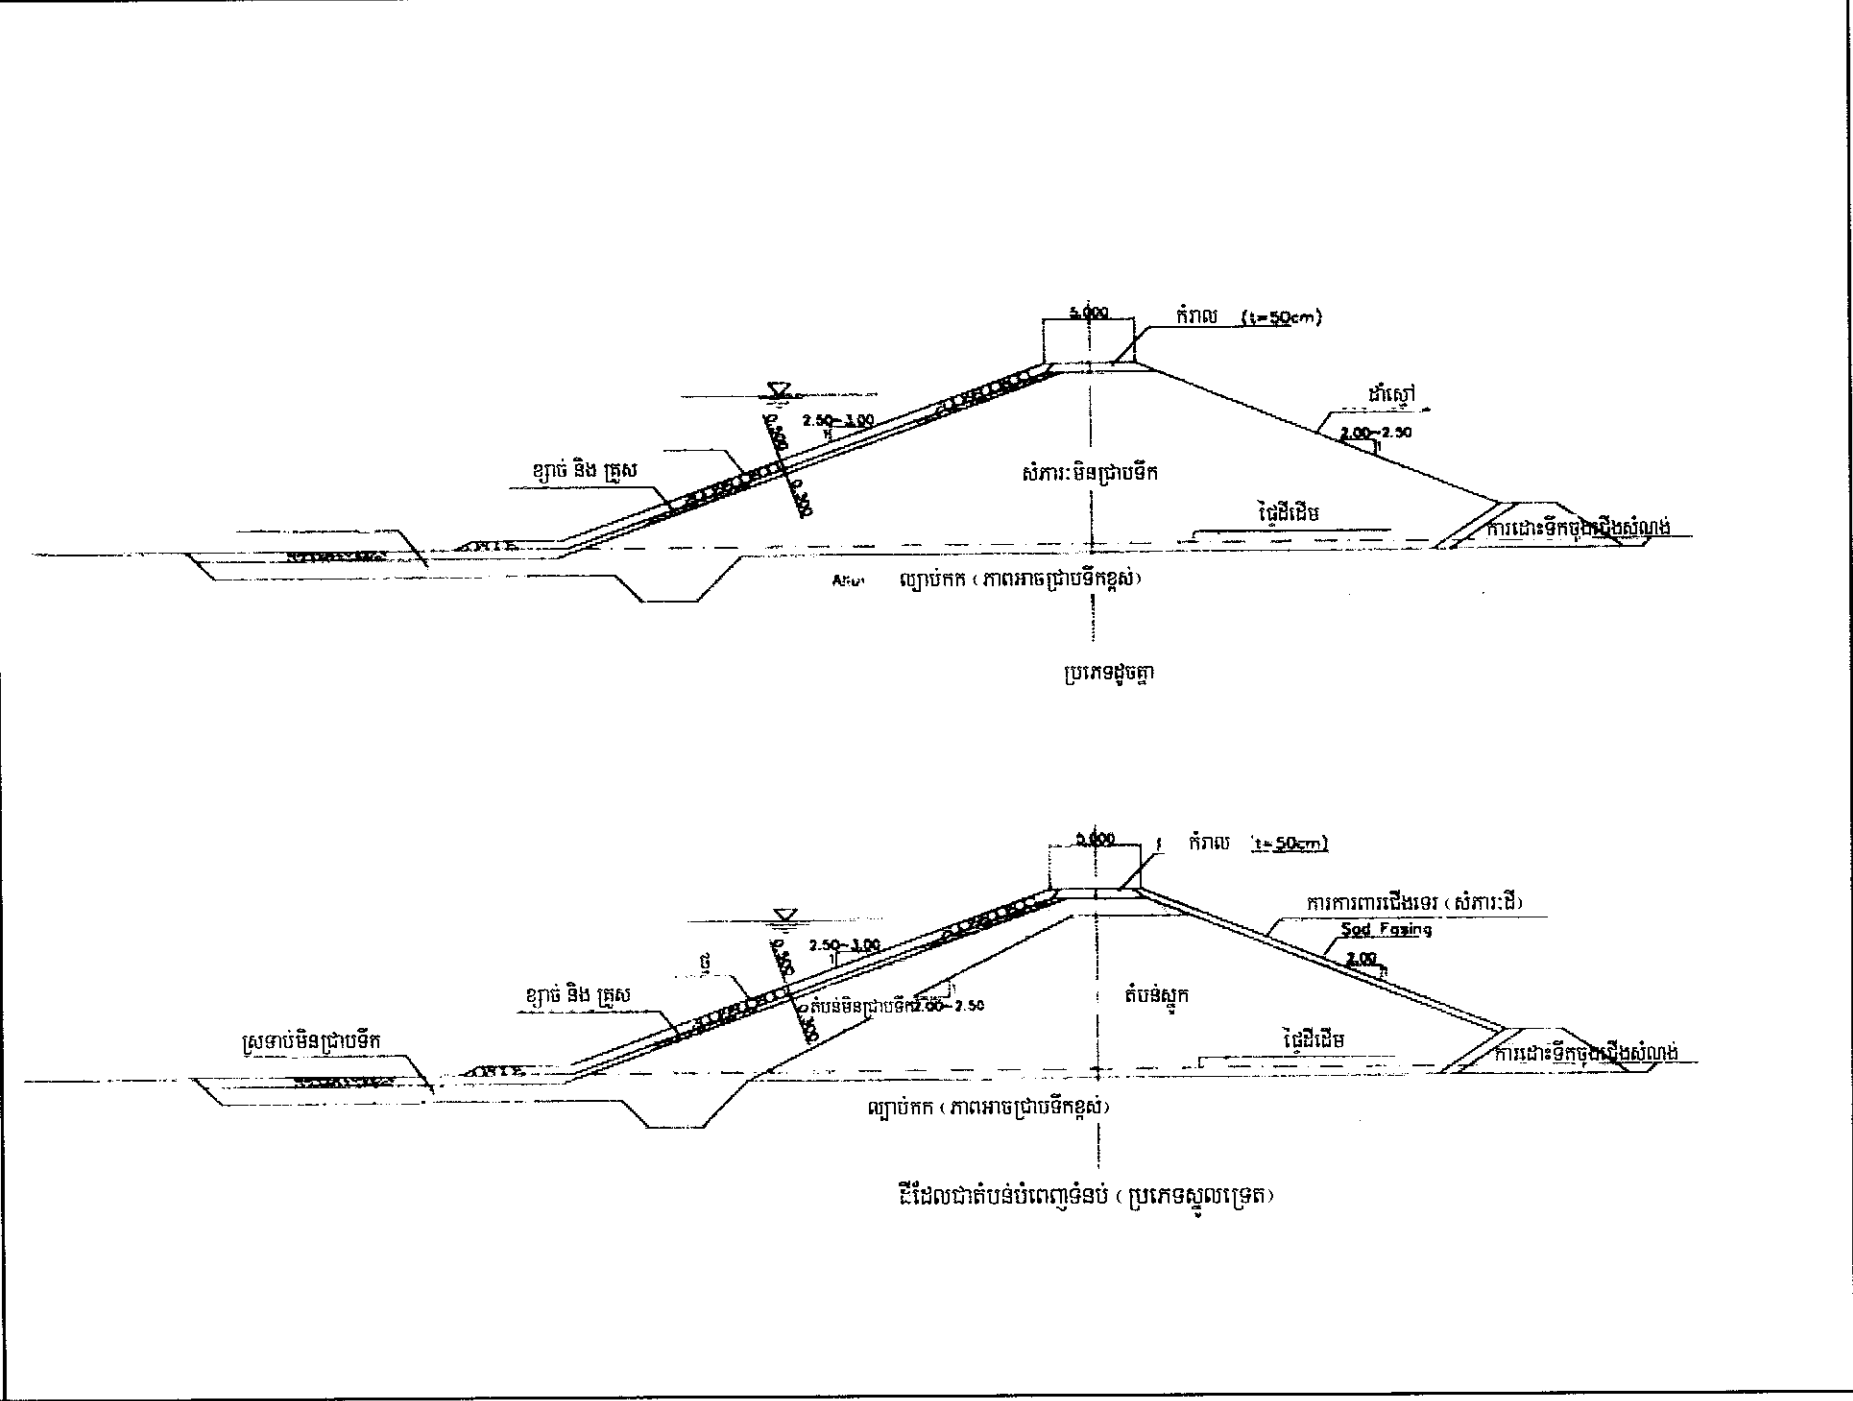 5.000
កំរាល (t=50cm)
ដាំស្មៅ
2.50~3.00
0.500
2.00~2.50
ខ្សាច់ និង គ្រួស
0.300
សំភារៈមិនជ្រាបទឹក
ផ្ទៃដីដើម
ការដោះទឹកចុងជើងសំណង់
ល្បាប់កក (ភាពអាចជ្រាបទឹកខ្ពស់)
ប្រភេទដូចគ្នា
5.000
កំរាល t=50cm)
ការការពារជើងទេរ (សំភារៈដី)
Sod Fasing
2.50~3.00
0.500
2.00
ថ្ម
ខ្សាច់ និង គ្រួស
0.300
តំបន់មិនជ្រាបទឹក
2.00~2.50
តំបន់ស្នូក
ស្រទាប់មិនជ្រាបទឹក
ផ្ទៃដីដើម
ការដោះទឹកចុងជើងសំណង់
ល្បាប់កក (ភាពអាចជ្រាបទឹកខ្ពស់)
ដីដែលជាតំបន់បំពេញទំនប់ (ប្រភេទស្នូលទ្រេត)